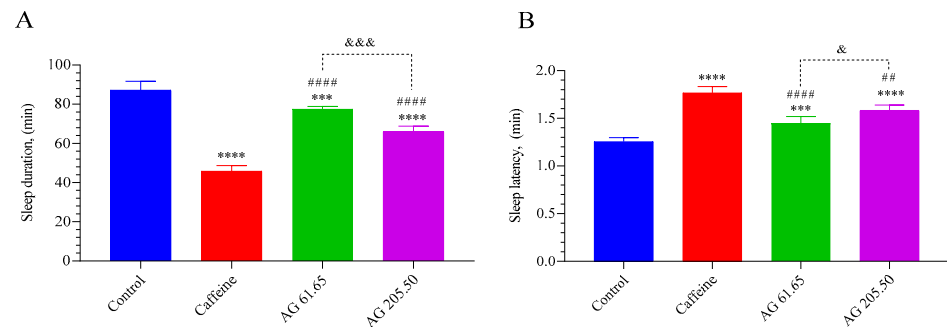 A
Sleep duration, (min)
100
80
60
40
20
0
****
####
***
####
****
&&&
Control
Caffeine
AG 61.65
AG 205.50
B
Sleep latency, (min)
2.0
1.5
1.0
0.5
0.0
****
####
***
##
****
&
Control
Caffeine
AG 61.65
AG 205.50